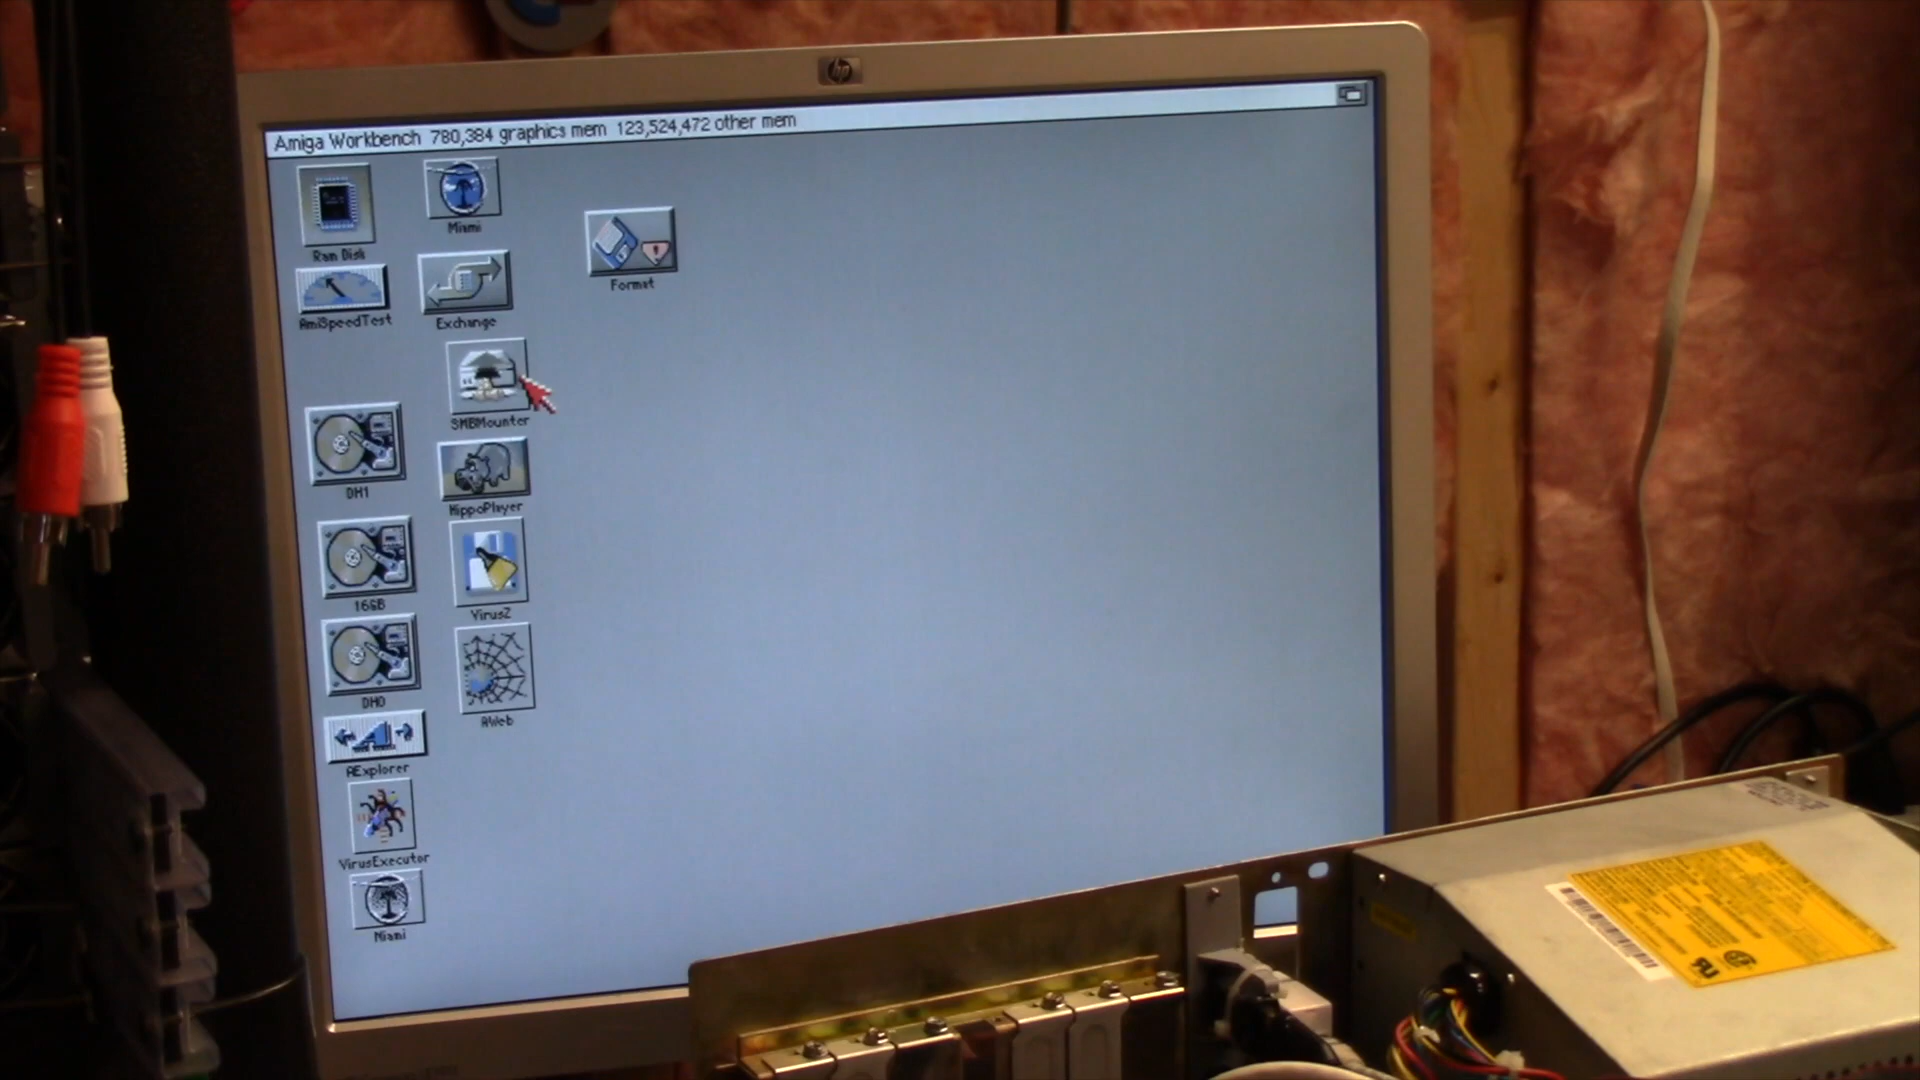 hp
Amiga Workbench 780,384 graphics mem 123,524,472 other mem
Ram Disk
Miami
Format
AmiSpeedTest
Exchange
SMBMounter
DH1
HippoPlayer
16GB
VirusZ
DH0
AWeb
AExplorer
VirusExecutor
Miami